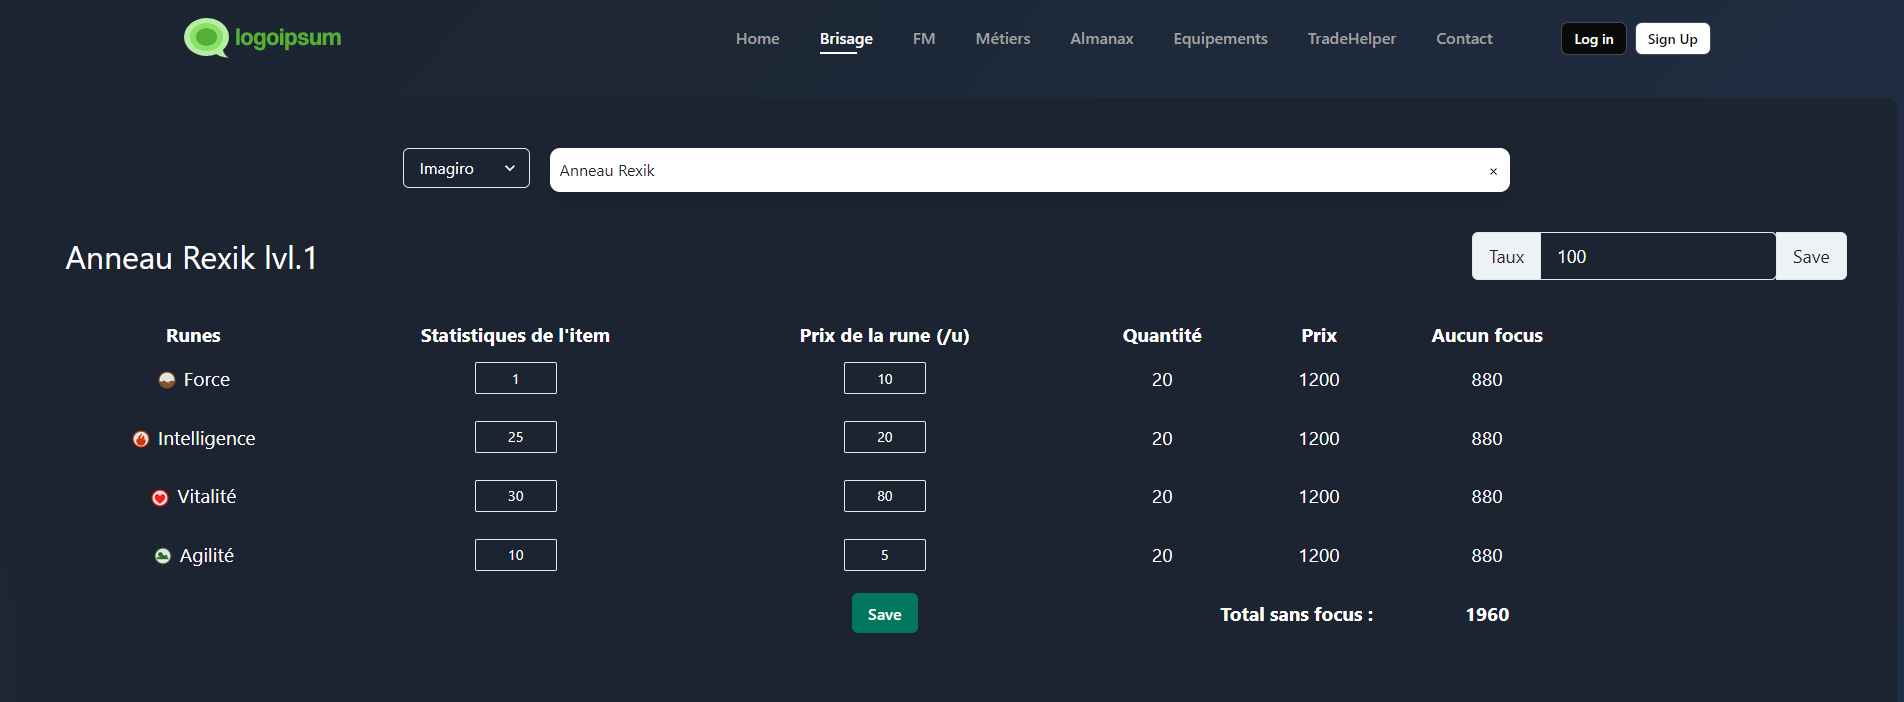 logoipsum Home Brisage FM Métiers Almanax Equipements TradeHelper Contact Log in Sign Up
Imagiro Anneau Rexik ×
Anneau Rexik lvl.1 Taux 100 Save
Runes Statistiques de l'item Prix de la rune (/u) Quantité Prix Aucun focus
Force 1 10 20 1200 880
Intelligence 25 20 20 1200 880
Vitalité 30 80 20 1200 880
Agilité 10 5 20 1200 880
Save Total sans focus : 1960